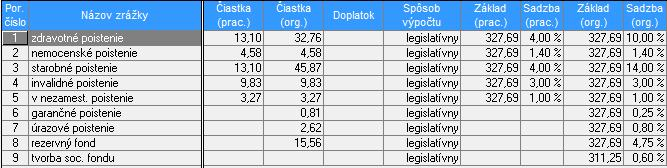 Por. číslo Názov zrážky Čiastka (prac.) Čiastka (org.) Doplatok Spôsob výpočtu Základ (prac.) Sadzba (prac.) Základ (org.) Sadzba (org.)
1 zdravotné poistenie 13,10 32,76 legislatívny 327,69 4,00 % 327,69 10,00 %
2 nemocenské poistenie 4,58 4,58 legislatívny 327,69 1,40 % 327,69 1,40 %
3 starobné poistenie 13,10 45,87 legislatívny 327,69 4,00 % 327,69 14,00 %
4 invalidné poistenie 9,83 9,83 legislatívny 327,69 3,00 % 327,69 3,00 %
5 v nezamest. poistenie 3,27 3,27 legislatívny 327,69 1,00 % 327,69 1,00 %
6 garančné poistenie 0,81 legislatívny 327,69 0,25 %
7 úrazové poistenie 2,62 legislatívny 327,69 0,80 %
8 rezervný fond 15,56 legislatívny 327,69 4,75 %
9 tvorba soc. fondu legislatívny 311,25 0,60 %